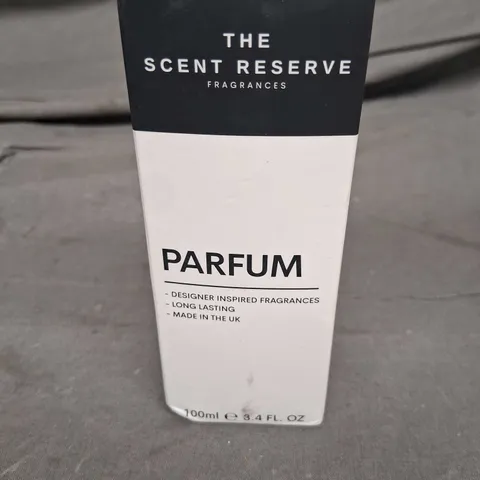 THE
SCENT RESERVE
FRAGRANCES
PARFUM
- DESIGNER INSPIRED FRAGRANCES
- LONG LASTING
- MADE IN THE UK
100ml ℮ 3.4 FL. OZ